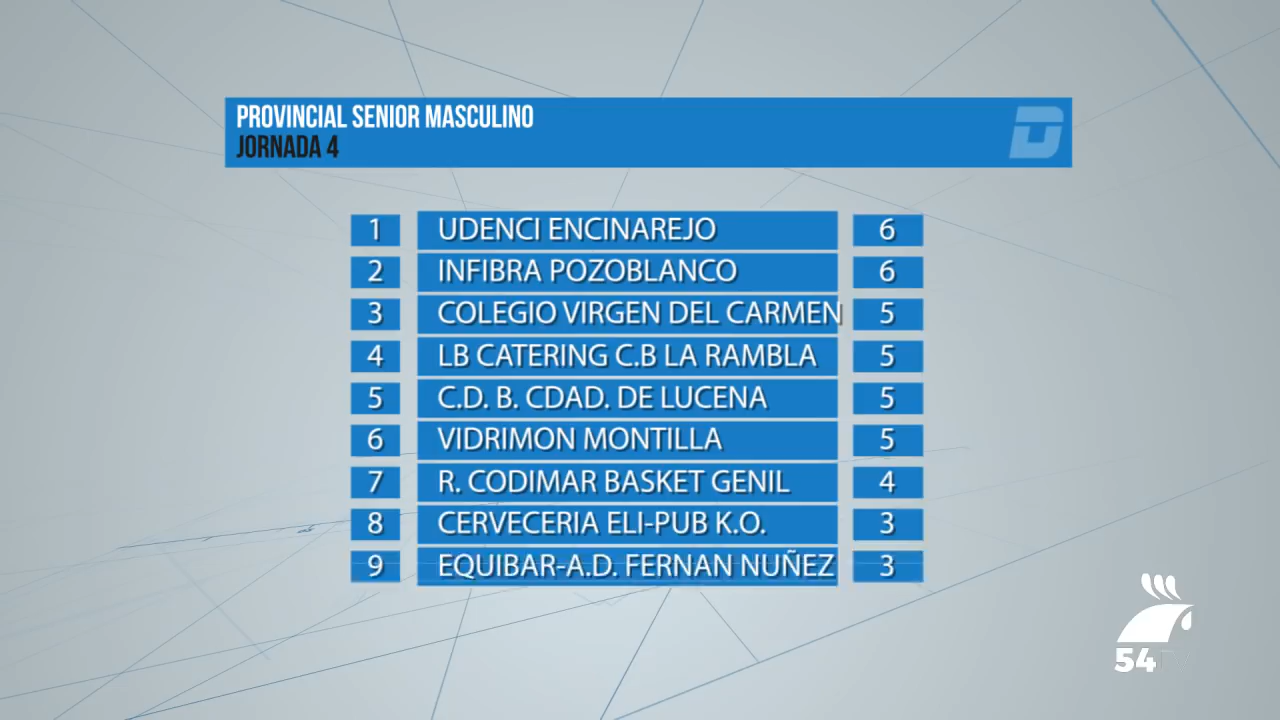 PROVINCIAL SENIOR MASCULINO
JORNADA 4
1 UDENCI ENCINAREJO 6
2 INFIBRA POZOBLANCO 6
3 COLEGIO VIRGEN DEL CARMEN 5
4 LB CATERING C.B LA RAMBLA 5
5 C.D. B. CDAD. DE LUCENA 5
6 VIDRIMON MONTILLA 5
7 R. CODIMAR BASKET GENIL 4
8 CERVECERIA ELI-PUB K.O. 3
9 EQUIBAR-A.D. FERNAN NUÑEZ 3
54TV